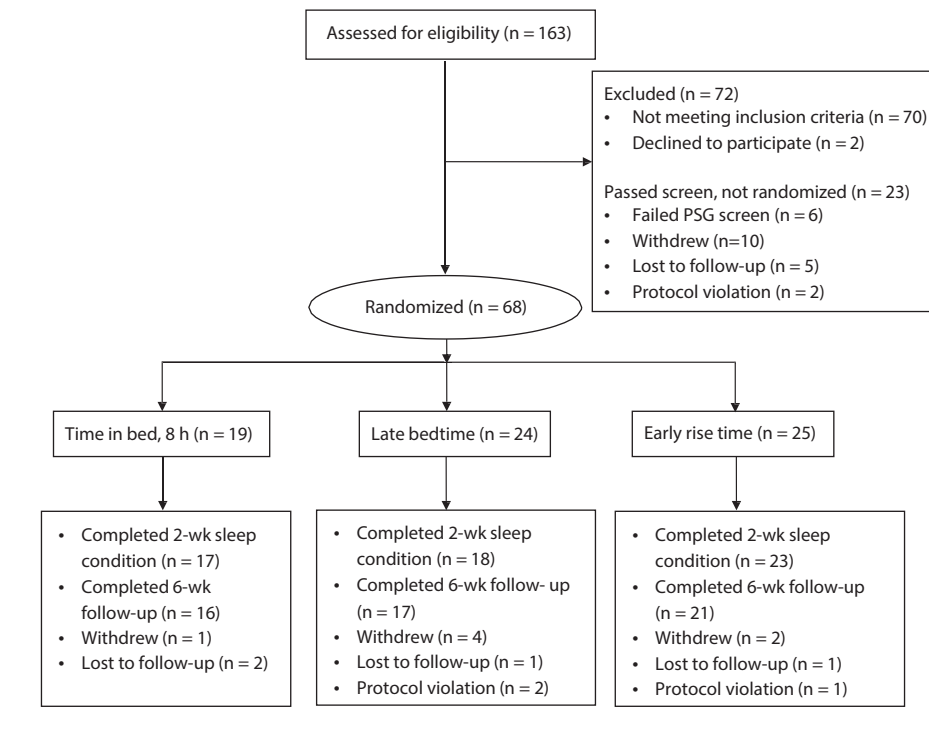 Assessed for eligibility (n = 163)
Excluded (n = 72)
• Not meeting inclusion criteria (n = 70)
• Declined to participate (n = 2)
Passed screen, not randomized (n = 23)
• Failed PSG screen (n = 6)
• Withdrew (n=10)
• Lost to follow-up (n = 5)
• Protocol violation (n = 2)
Randomized (n = 68)
Time in bed, 8 h (n = 19)
Late bedtime (n = 24)
Early rise time (n = 25)
• Completed 2-wk sleep
condition (n = 17)
• Completed 6-wk
follow-up (n = 16)
• Withdrew (n = 1)
• Lost to follow-up (n = 2)
• Completed 2-wk sleep
condition (n = 18)
• Completed 6-wk follow- up
(n = 17)
• Withdrew (n = 4)
• Lost to follow-up (n = 1)
• Protocol violation (n = 2)
• Completed 2-wk sleep
condition (n = 23)
• Completed 6-wk follow-up
(n = 21)
• Withdrew (n = 2)
• Lost to follow-up (n = 1)
• Protocol violation (n = 1)